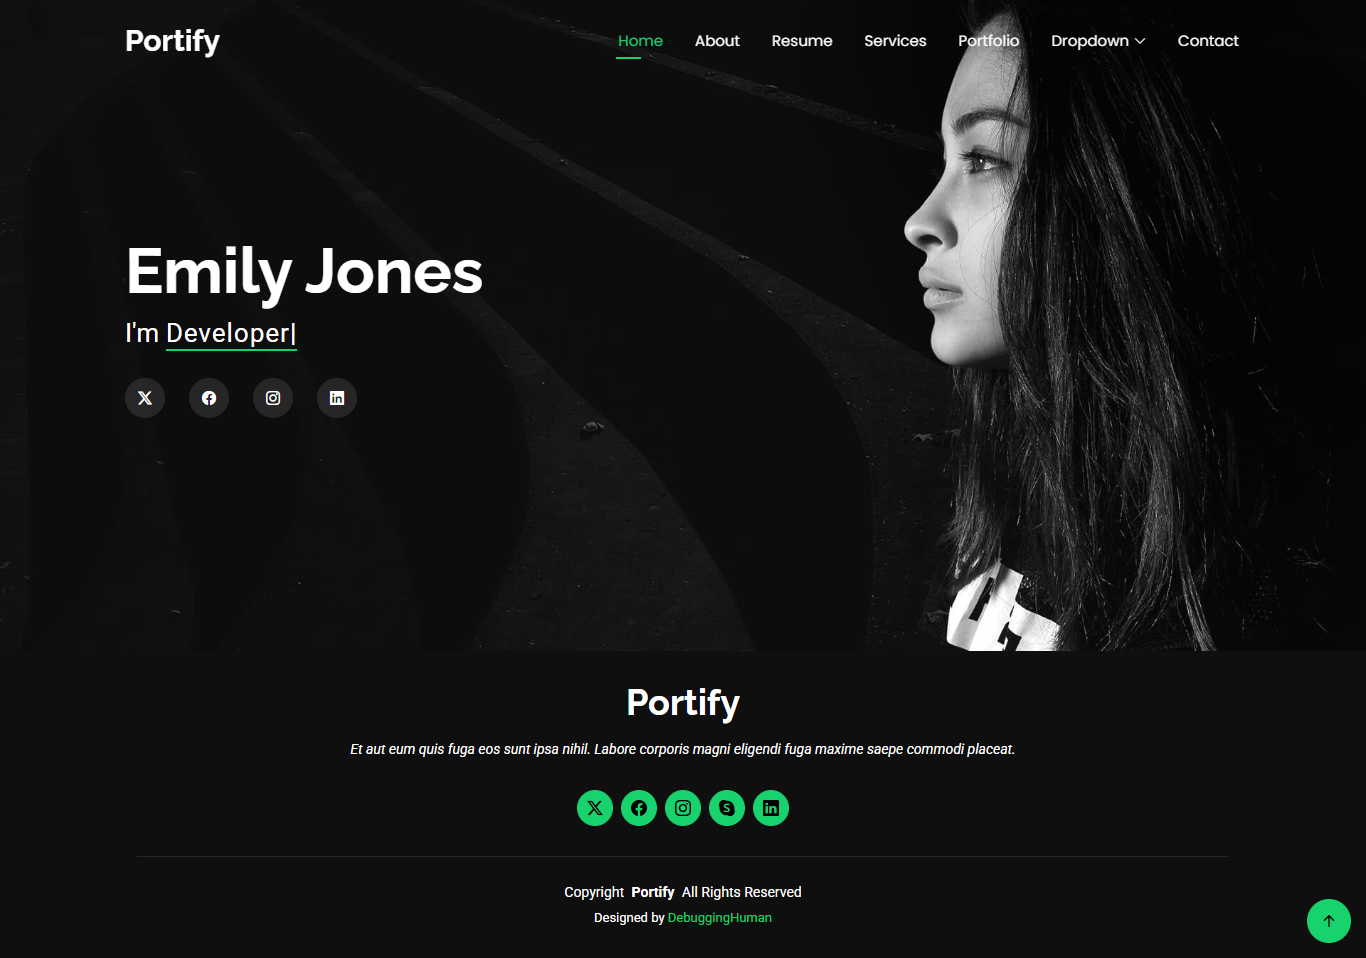 Portify
Home About Resume Services Portfolio Dropdown Contact
Emily Jones
I'm Developer|
Portify
Et aut eum quis fuga eos sunt ipsa nihil. Labore corporis magni eligendi fuga maxime saepe commodi placeat.
Copyright Portify All Rights Reserved
Designed by DebuggingHuman